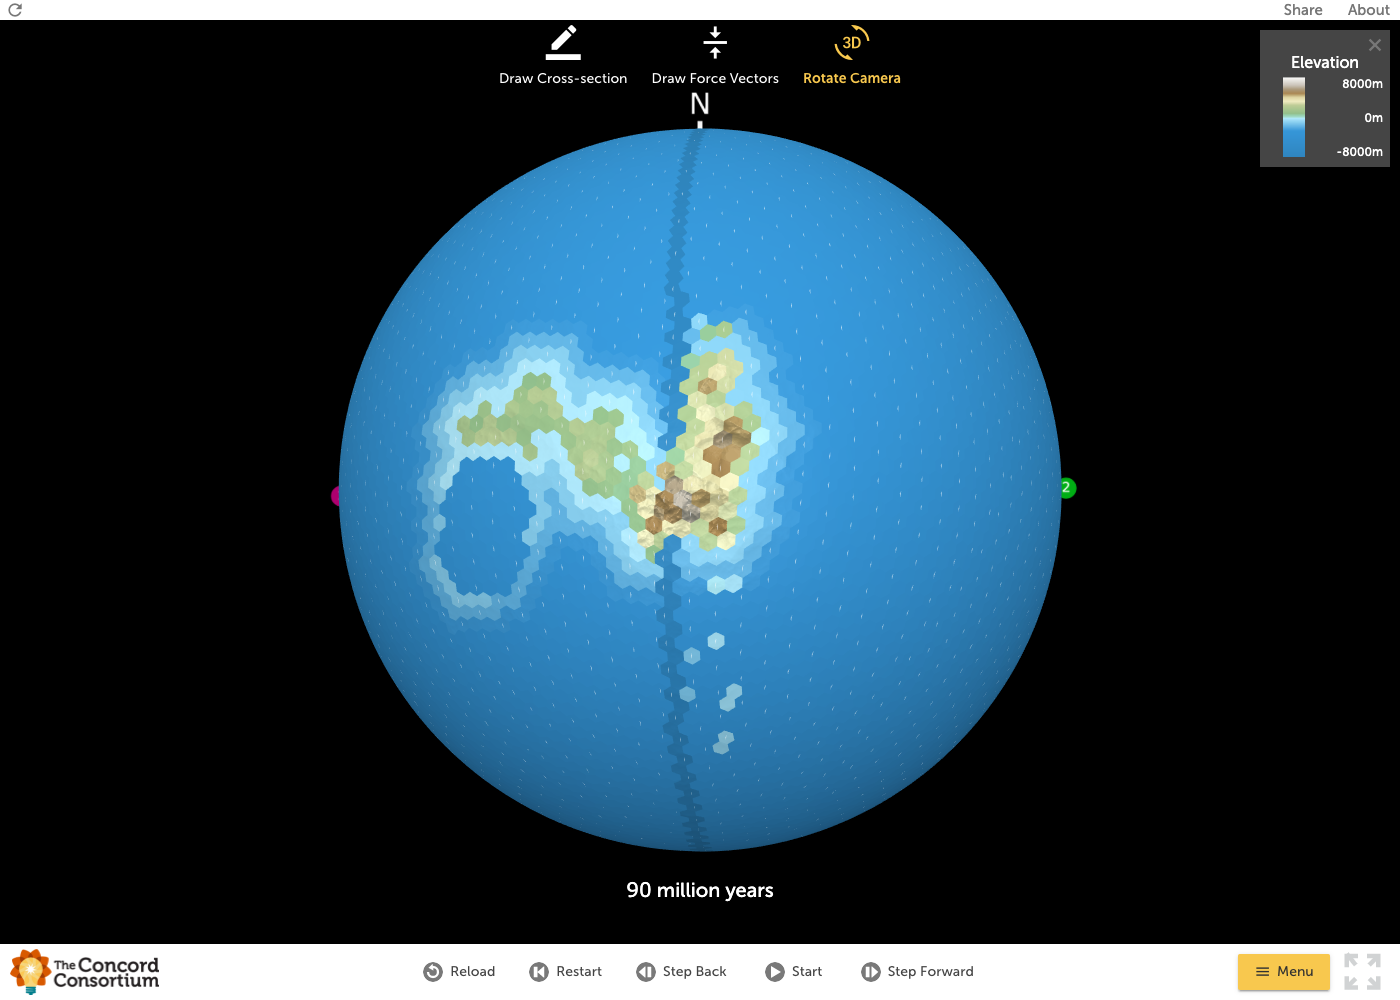 Share About
3D
Draw Cross-section Draw Force Vectors Rotate Camera
N
Elevation
8000m
0m
-8000m
2
90 million years
The Concord
Consortium
Reload Restart Step Back Start Step Forward Menu